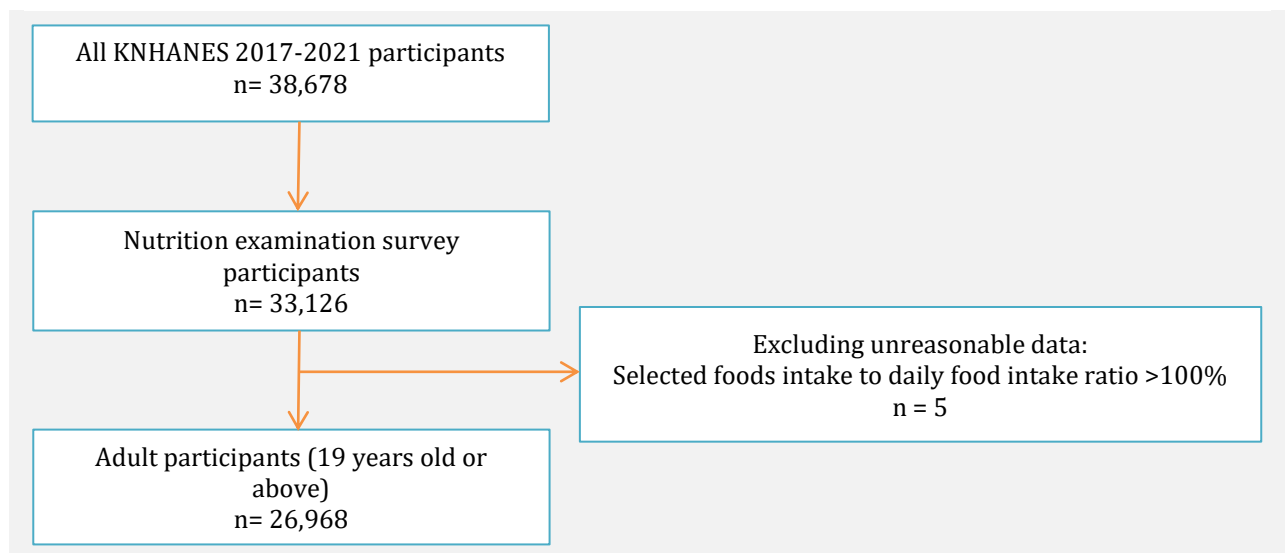 All KNHANES 2017-2021 participants
n= 38,678
Nutrition examination survey
participants
n= 33,126
Excluding unreasonable data:
Selected foods intake to daily food intake ratio >100%
n = 5
Adult participants (19 years old or
above)
n= 26,968